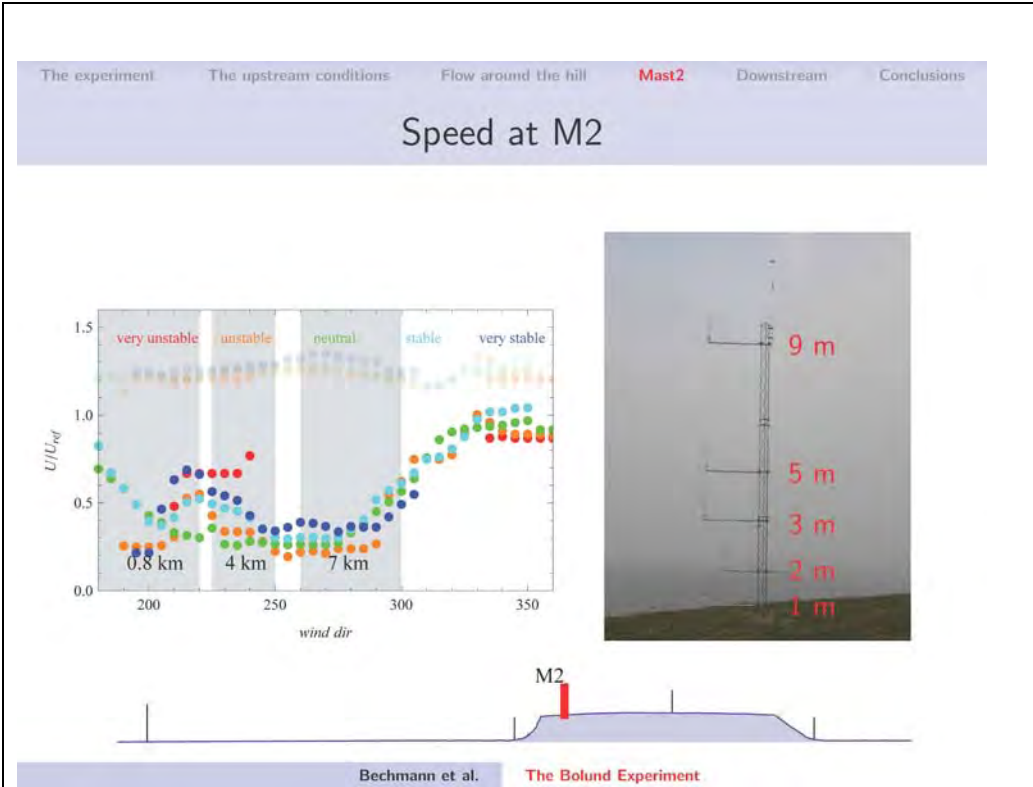 The experiment The upstream conditions Flow around the hill Mast2 Downstream Conclusions
Speed at M2
1.5
very unstable unstable neutral stable very stable
1.0
U/Uref
0.5
0.8 km 4 km 7 km
0.0
200 250 300 350
wind dir
9 m
5 m
3 m
2 m
1 m
M2
Bechmann et al. The Bolund Experiment